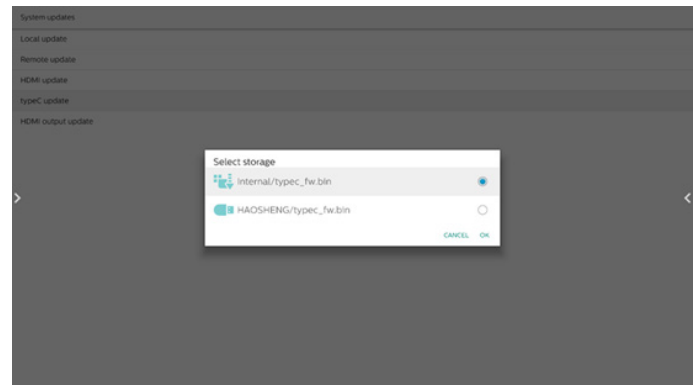 System updates
Local update
Remote update
HDMI update
typeC update
HDMI output update
Select storage
internal/typec_fw.bin
HAOSHENG/typec_fw.bin
CANCEL OK